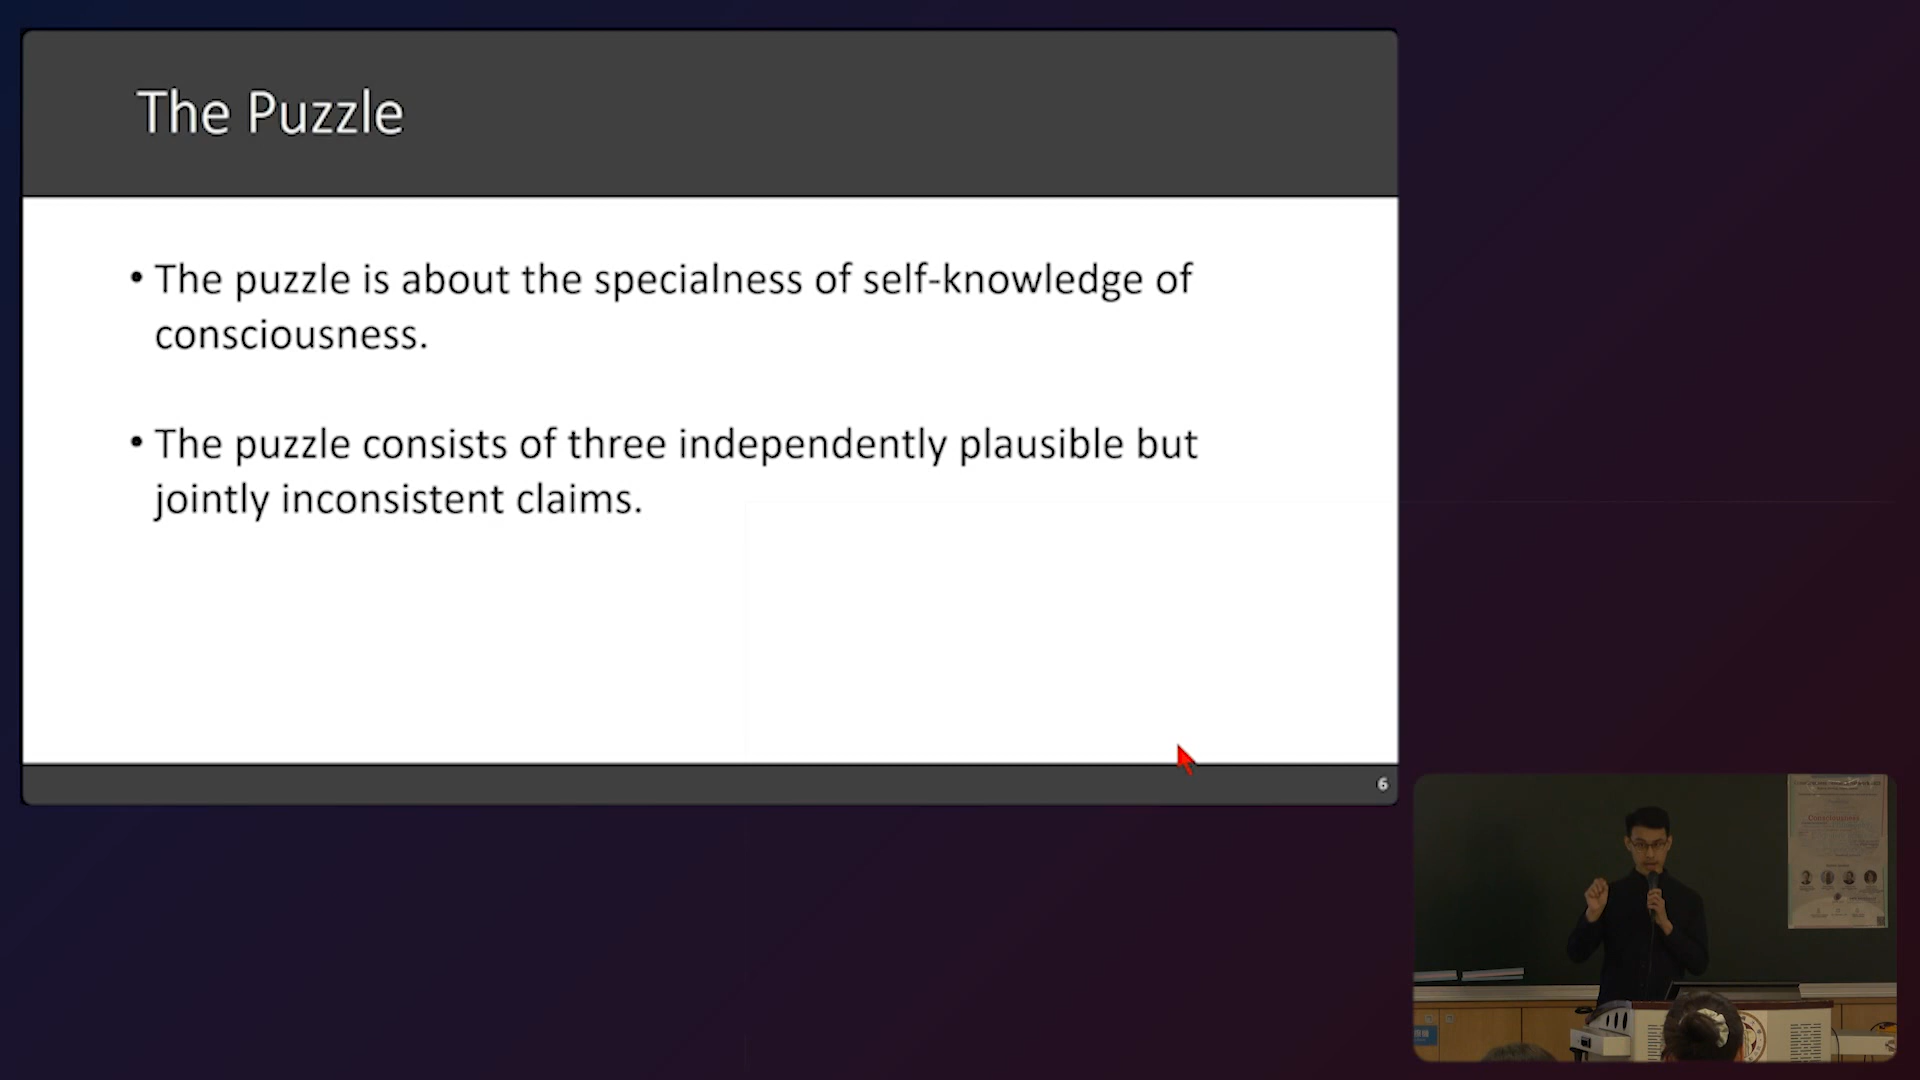 The Puzzle
• The puzzle is about the specialness of self-knowledge of
consciousness.
• The puzzle consists of three independently plausible but
jointly inconsistent claims.
6
Consciousness